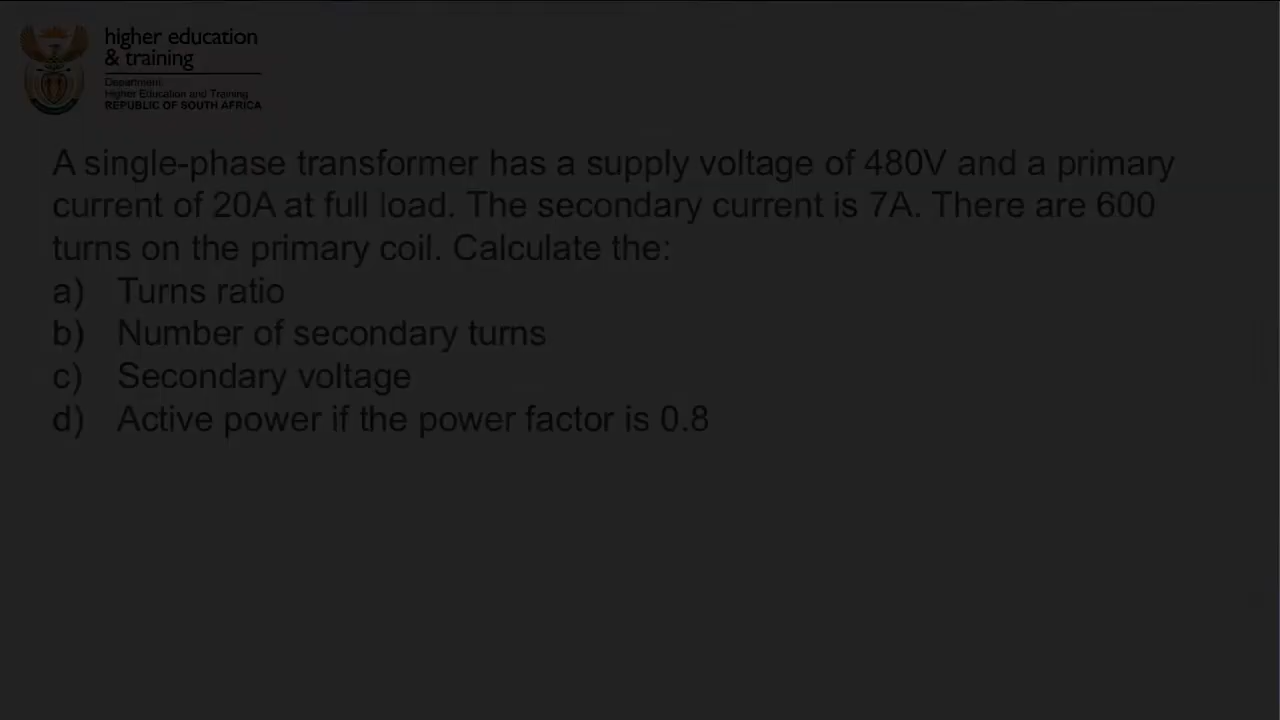 higher education
& training
Department:
Higher Education and Training
REPUBLIC OF SOUTH AFRICA
A single-phase transformer has a supply voltage of 480V and a primary
current of 20A at full load. The secondary current is 7A. There are 600
turns on the primary coil. Calculate the:
a) Turns ratio
b) Number of secondary turns
c) Secondary voltage
d) Active power if the power factor is 0.8